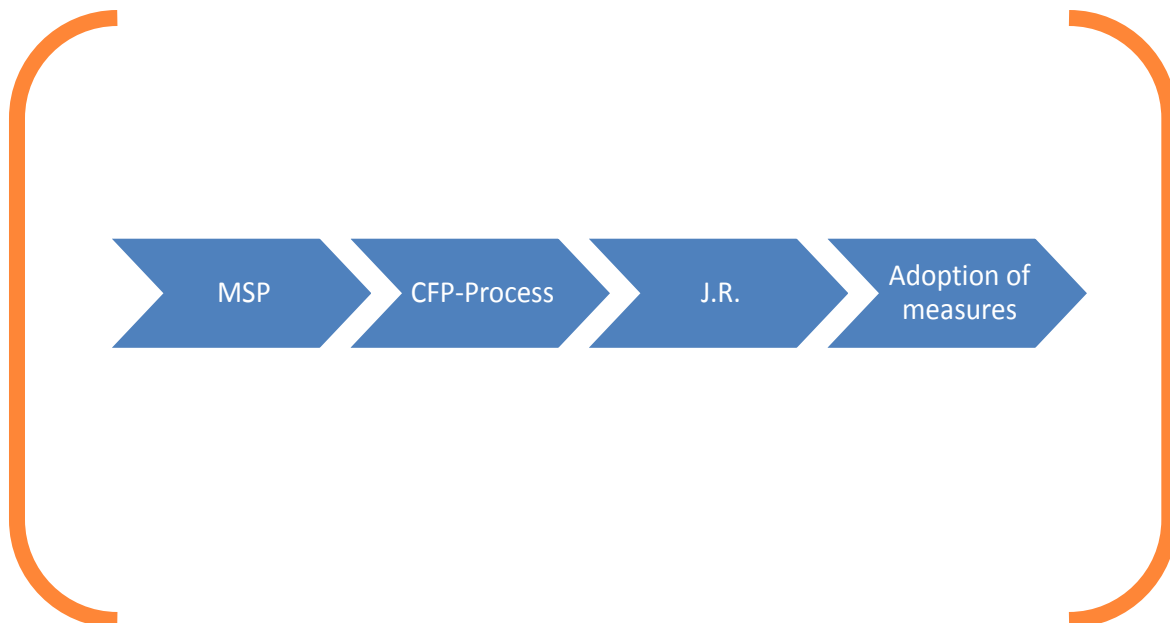 MSP
CFP-Process
J.R.
Adoption of
measures